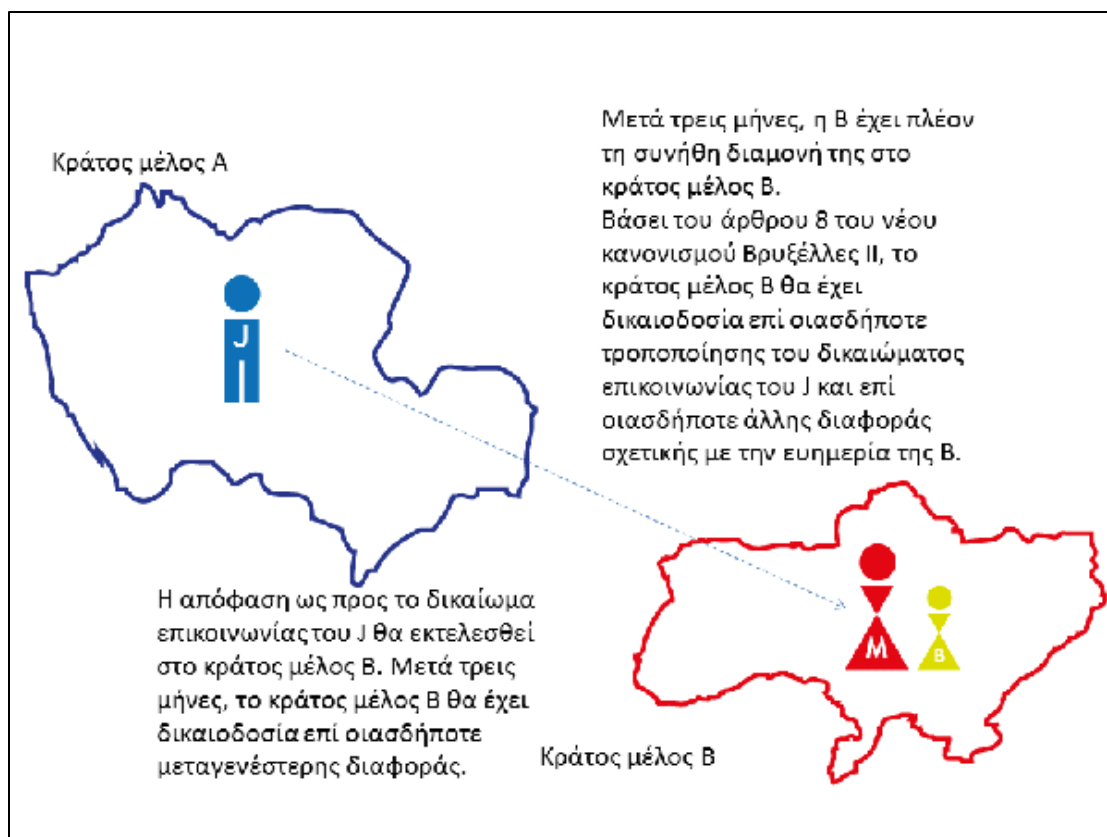 Κράτος μέλος Α
Μετά τρεις μήνες, η Β έχει πλέον
τη συνήθη διαμονή της στο
κράτος μέλος Β.
Βάσει του άρθρου 8 του νέου
κανονισμού Βρυξέλλες ΙΙ, το
κράτος μέλος Β θα έχει
δικαιοδοσία επί οιασδήποτε
τροποποίησης του δικαιώματος
επικοινωνίας του J και επί
οιασδήποτε άλλης διαφοράς
σχετικής με την ευημερία της Β.
J
M
B
Η απόφαση ως προς το δικαίωμα
επικοινωνίας του J θα εκτελεσθεί
στο κράτος μέλος Β. Μετά τρεις
μήνες, το κράτος μέλος Β θα έχει
δικαιοδοσία επί οιασδήποτε
μεταγενέστερης διαφοράς.
Κράτος μέλος Β